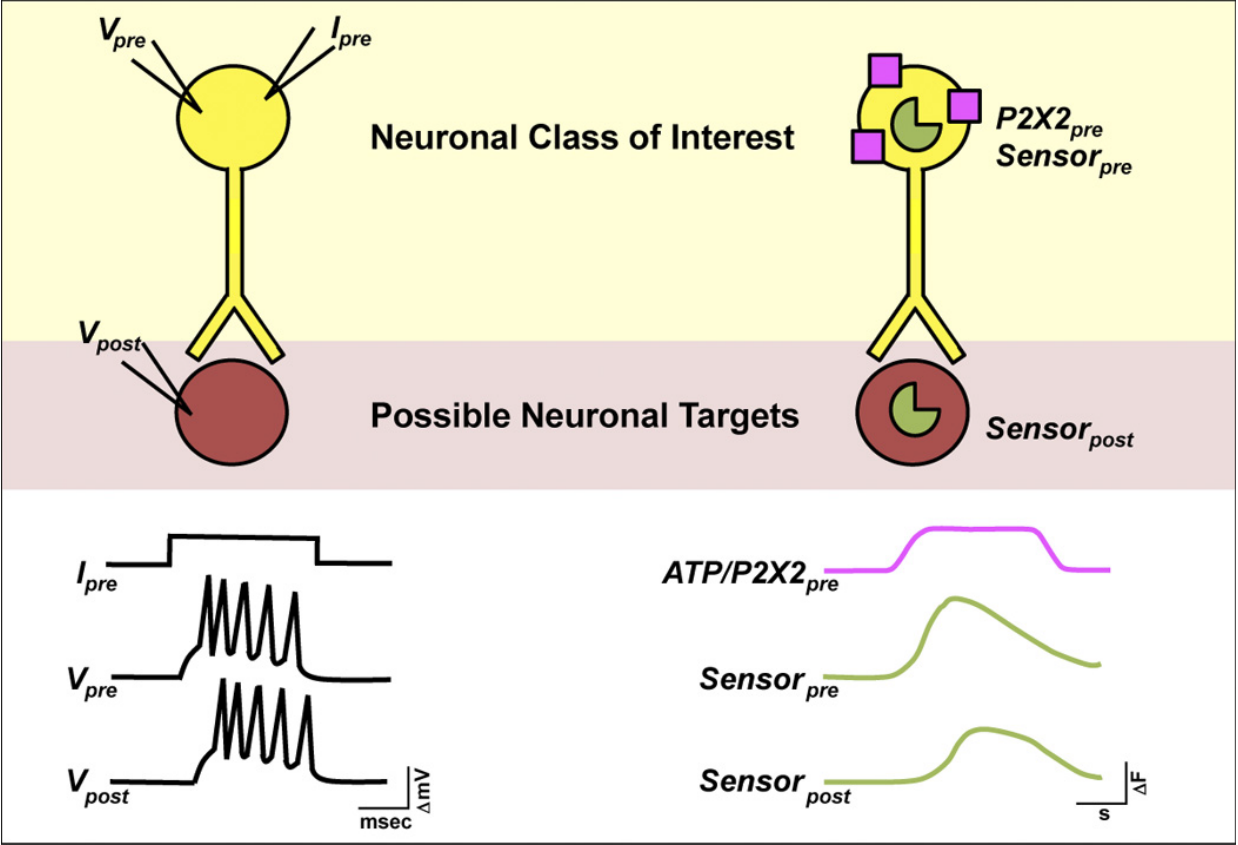 Vpre
Ipre
Neuronal Class of Interest
P2X2pre
Sensorpre
Vpost
Possible Neuronal Targets
Sensorpost
Ipre
Vpre
Vpost
ΔmV
msec
ATP/P2X2pre
Sensorpre
Sensorpost
ΔF
s